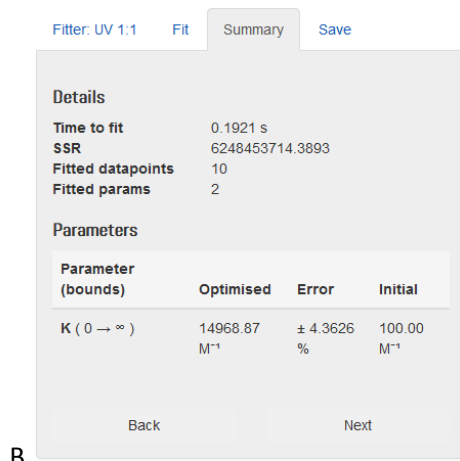 Fitter: UV 1:1 Fit Summary Save
Details
Time to fit 0.1921 s
SSR 6248453714.3893
Fitted datapoints 10
Fitted params 2
Parameters
Parameter
(bounds) Optimised Error Initial
K ( 0 → ∞ ) 14968.87 ± 4.3626 100.00
M⁻¹ % M⁻¹
Back Next
B